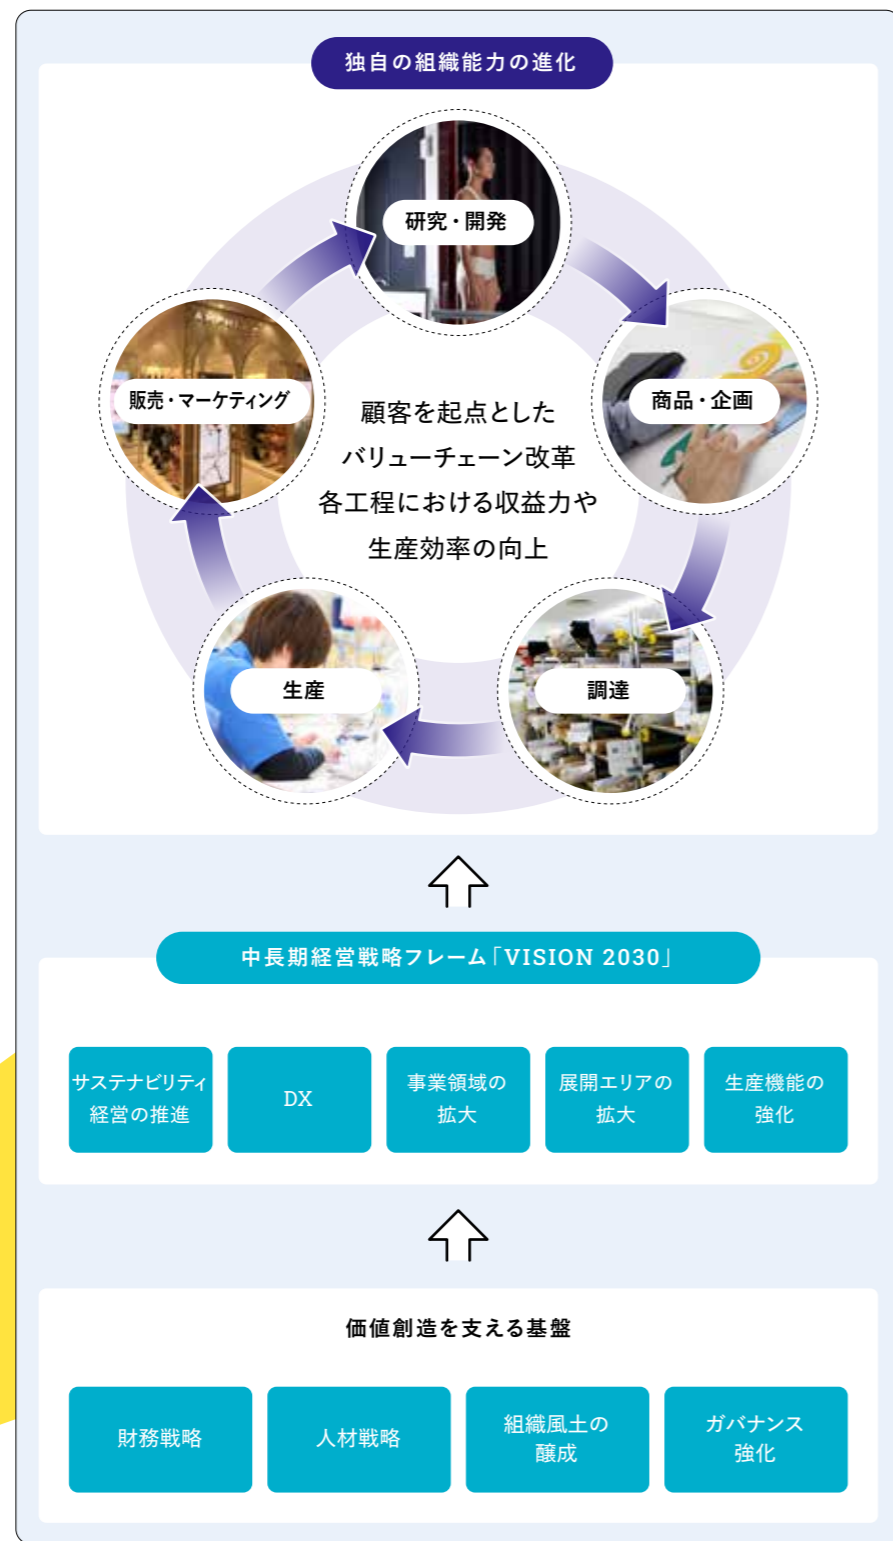 独自の組織能力の進化
研究・開発
販売・マーケティング
商品・企画
顧客を起点とした
バリューチェーン改革
各工程における収益力や
生産効率の向上
生産
調達
中長期経営戦略フレーム「VISION 2030」
サステナビリティ
経営の推進
DX
事業領域の
拡大
展開エリアの
拡大
生産機能の
強化
価値創造を支える基盤
財務戦略
人材戦略
組織風土の
醸成
ガバナンス
強化